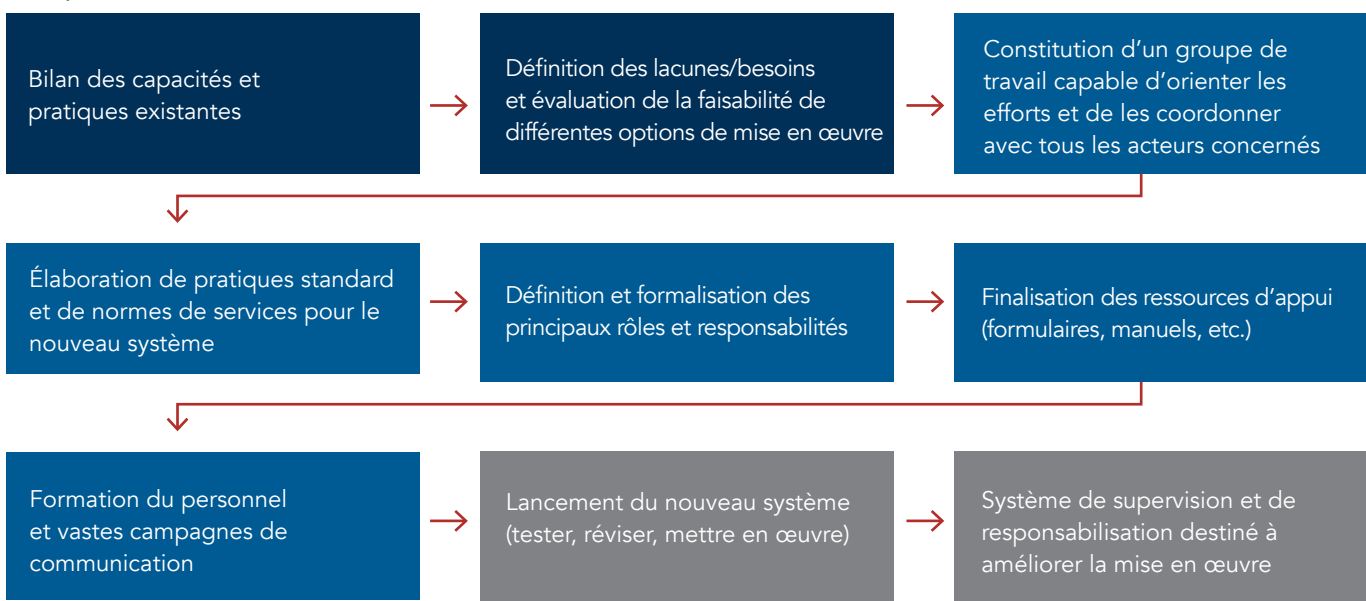 Bilan des capacités et
pratiques existantes
Définition des lacunes/besoins
et évaluation de la faisabilité de
différentes options de mise en œuvre
Constitution d’un groupe de
travail capable d’orienter les
efforts et de les coordonner
avec tous les acteurs concernés
Élaboration de pratiques standard
et de normes de services pour le
nouveau système
Définition et formalisation des
principaux rôles et responsabilités
Finalisation des ressources d’appui
(formulaires, manuels, etc.)
Formation du personnel
et vastes campagnes de
communication
Lancement du nouveau système
(tester, réviser, mettre en œuvre)
Système de supervision et de
responsabilisation destiné à
améliorer la mise en œuvre